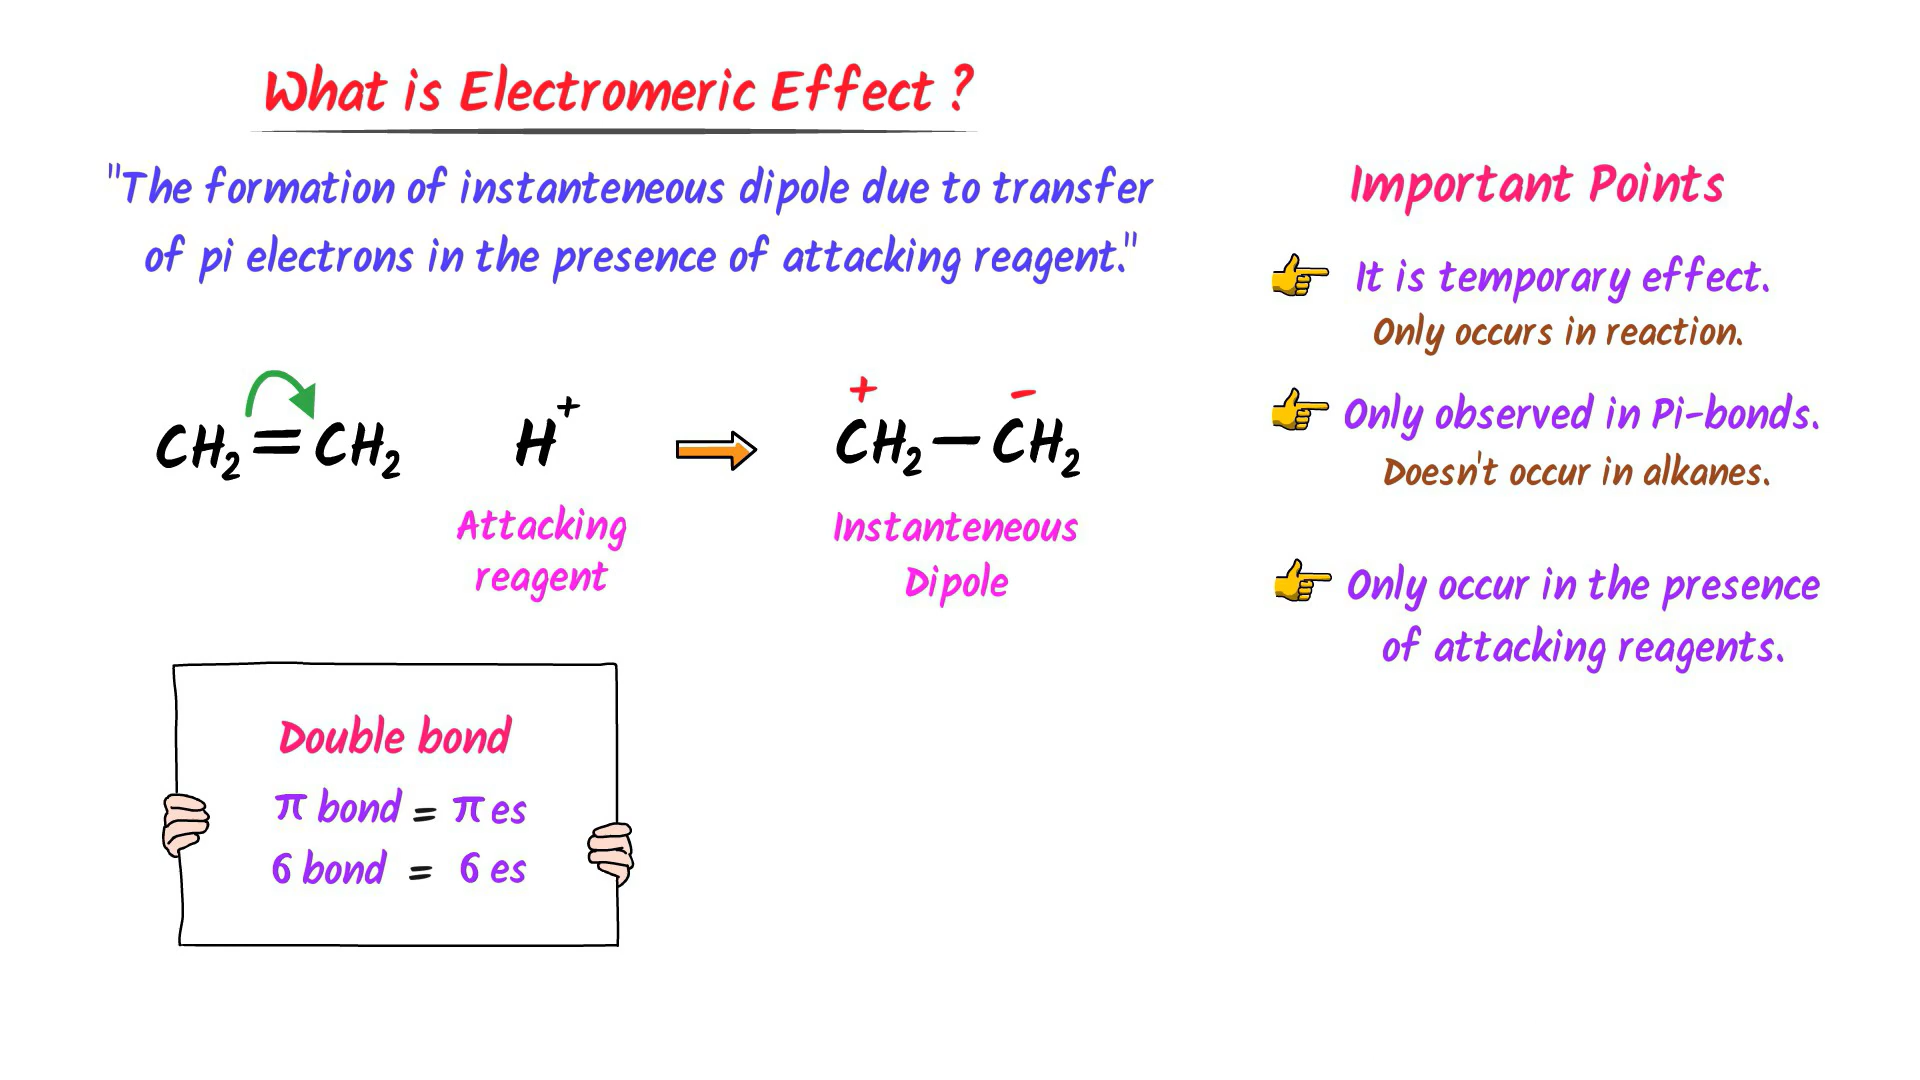 What is Electromeric Effect ?
"The formation of instanteneous dipole due to transfer
of pi electrons in the presence of attacking reagent."
CH₂=CH₂ H⁺ + - CH₂-CH₂
Attacking
reagent
Instanteneous
Dipole
Double bond
π bond = π es
6 bond = 6 es
Important Points
It is temporary effect.
Only occurs in reaction.
Only observed in Pi-bonds.
Doesn't occur in alkanes.
Only occur in the presence
of attacking reagents.